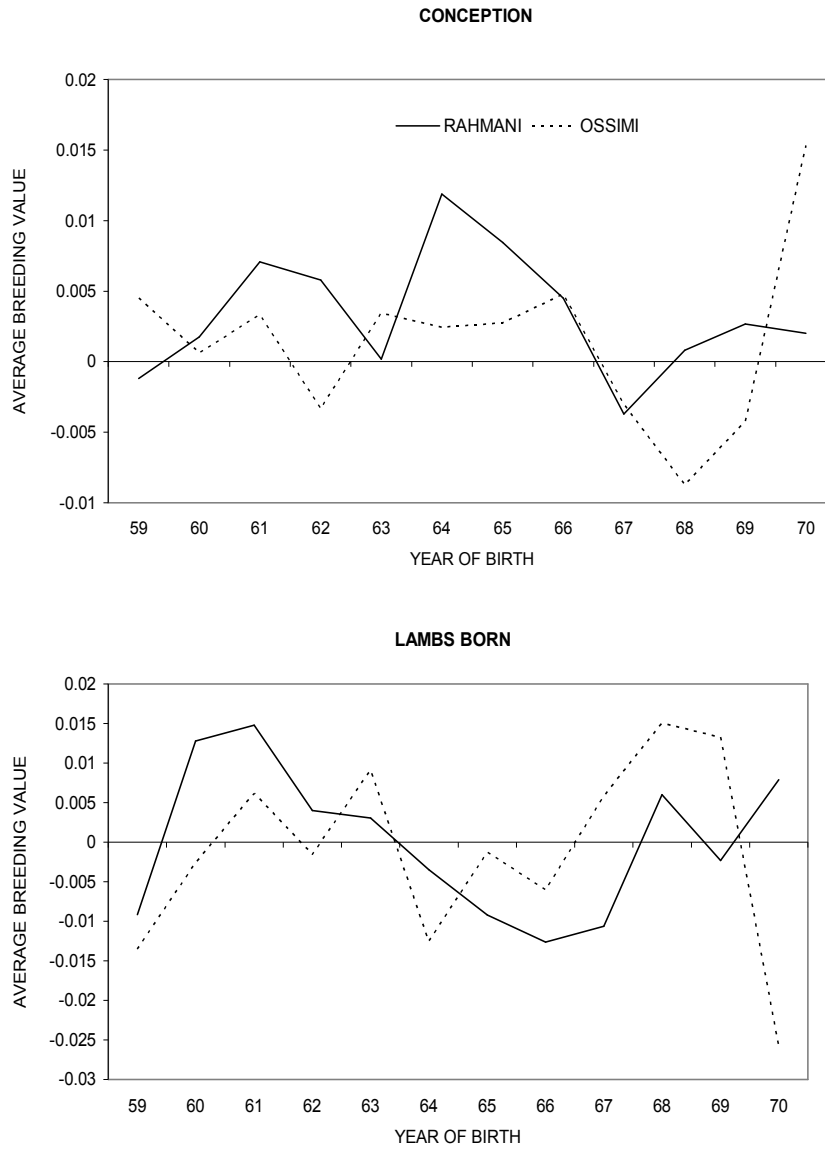 CONCEPTION
0.02
0.015
0.01
0.005
0
-0.005
-0.01
AVERAGE BREEDING VALUE
RAHMANI OSSIMI
59 60 61 62 63 64 65 66 67 68 69 70
YEAR OF BIRTH
LAMBS BORN
0.02
0.015
0.01
0.005
0
-0.005
-0.01
-0.015
-0.02
-0.025
-0.03
AVERAGE BREEDING VALUE
59 60 61 62 63 64 65 66 67 68 69 70
YEAR OF BIRTH